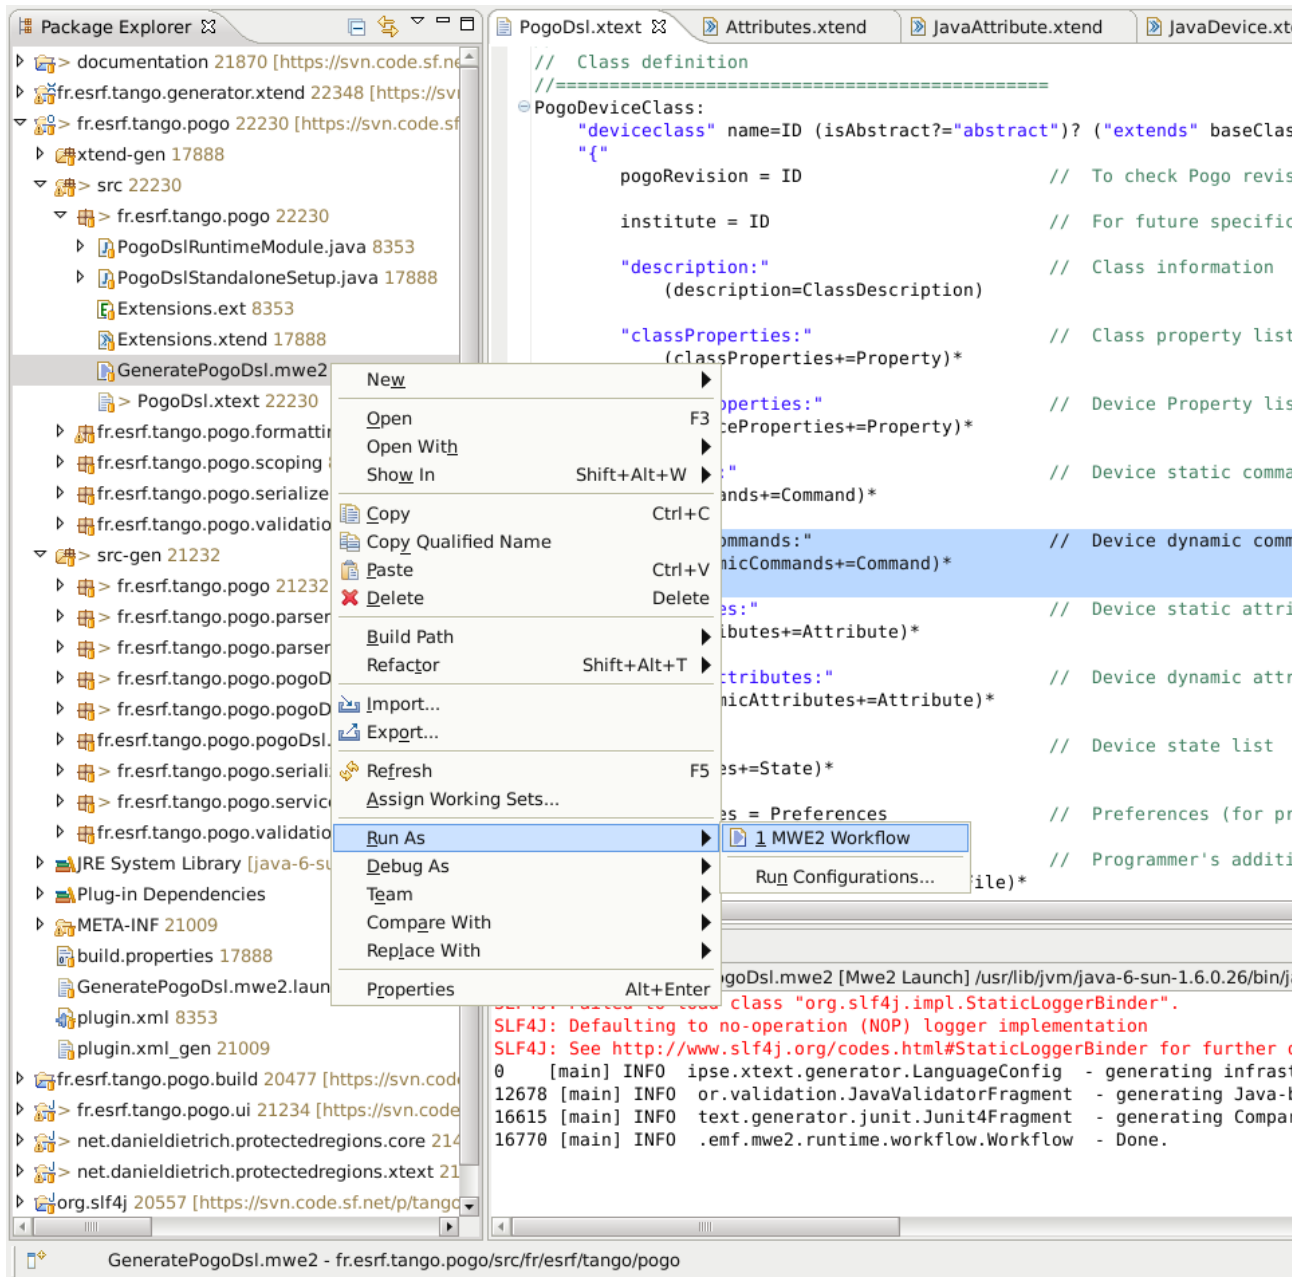 Package Explorer
documentation 21870 [https://svn.code.sf.ne
fr.esrf.tango.generator.xtend 22348 [https://svn
> fr.esrf.tango.pogo 22230 [https://svn.code.sf
xtend-gen 17888
> src 22230
> fr.esrf.tango.pogo 22230
PogoDslRuntimeModule.java 8353
PogoDslStandaloneSetup.java 17888
Extensions.ext 8353
Extensions.xtend 17888
GeneratePogoDsl.mwe2
> PogoDsl.xtext 22230
fr.esrf.tango.pogo.formattin
fr.esrf.tango.pogo.scoping
fr.esrf.tango.pogo.serialize
fr.esrf.tango.pogo.validatio
> src-gen 21232
> fr.esrf.tango.pogo 21232
> fr.esrf.tango.pogo.parser
> fr.esrf.tango.pogo.parser
> fr.esrf.tango.pogo.pogoD
> fr.esrf.tango.pogo.pogoD
fr.esrf.tango.pogo.pogoDsl.
> fr.esrf.tango.pogo.seriali
> fr.esrf.tango.pogo.servic
fr.esrf.tango.pogo.validatio
JRE System Library [java-6-su
Plug-in Dependencies
META-INF 21009
build.properties 17888
GeneratePogoDsl.mwe2.laun
plugin.xml 8353
plugin.xml_gen 21009
fr.esrf.tango.pogo.build 20477 [https://svn.code
> fr.esrf.tango.pogo.ui 21234 [https://svn.code
> net.danieldietrich.protectedregions.core 214
> net.danieldietrich.protectedregions.xtext 21
org.slf4j 20557 [https://svn.code.sf.net/p/tango
New
Open F3
Open With
Show In Shift+Alt+W
Copy Ctrl+C
Copy Qualified Name
Paste Ctrl+V
Delete Delete
Build Path
Refactor Shift+Alt+T
Import...
Export...
Refresh F5
Assign Working Sets...
Run As
Debug As
Team
Compare With
Replace With
Properties Alt+Enter
1 MWE2 Workflow
Run Configurations...
PogoDsl.xtext Attributes.xtend JavaAttribute.xtend JavaDevice.xte
// Class definition
//==============================================
PogoDeviceClass:
"deviceclass" name=ID (isAbstract?="abstract")? ("extends" baseClas
"{"
pogoRevision = ID // To check Pogo revis
institute = ID // For future specific
"description:" // Class information
(description=ClassDescription)
"classProperties:" // Class property list
(classProperties+=Property)*
operties:" // Device Property lis
ceProperties+=Property)*
:" // Device static comma
ands+=Command)*
ommands:" // Device dynamic comm
micCommands+=Command)*
es:" // Device static attri
ibutes+=Attribute)*
ttributes:" // Device dynamic attr
micAttributes+=Attribute)*
// Device state list
es+=State)*
es = Preferences // Preferences (for pr
// Programmer's additi
ile)*
ogoDsl.mwe2 [Mwe2 Launch] /usr/lib/jvm/java-6-sun-1.6.0.26/bin/ja
SLF4J: Failed to load class "org.slf4j.impl.StaticLoggerBinder".
SLF4J: Defaulting to no-operation (NOP) logger implementation
SLF4J: See http://www.slf4j.org/codes.html#StaticLoggerBinder for further d
0 [main] INFO ipse.xtext.generator.LanguageConfig - generating infrast
12678 [main] INFO or.validation.JavaValidatorFragment - generating Java-b
16615 [main] INFO text.generator.junit.Junit4Fragment - generating Compar
16770 [main] INFO .emf.mwe2.runtime.workflow.Workflow - Done.
GeneratePogoDsl.mwe2 - fr.esrf.tango.pogo/src/fr/esrf/tango/pogo